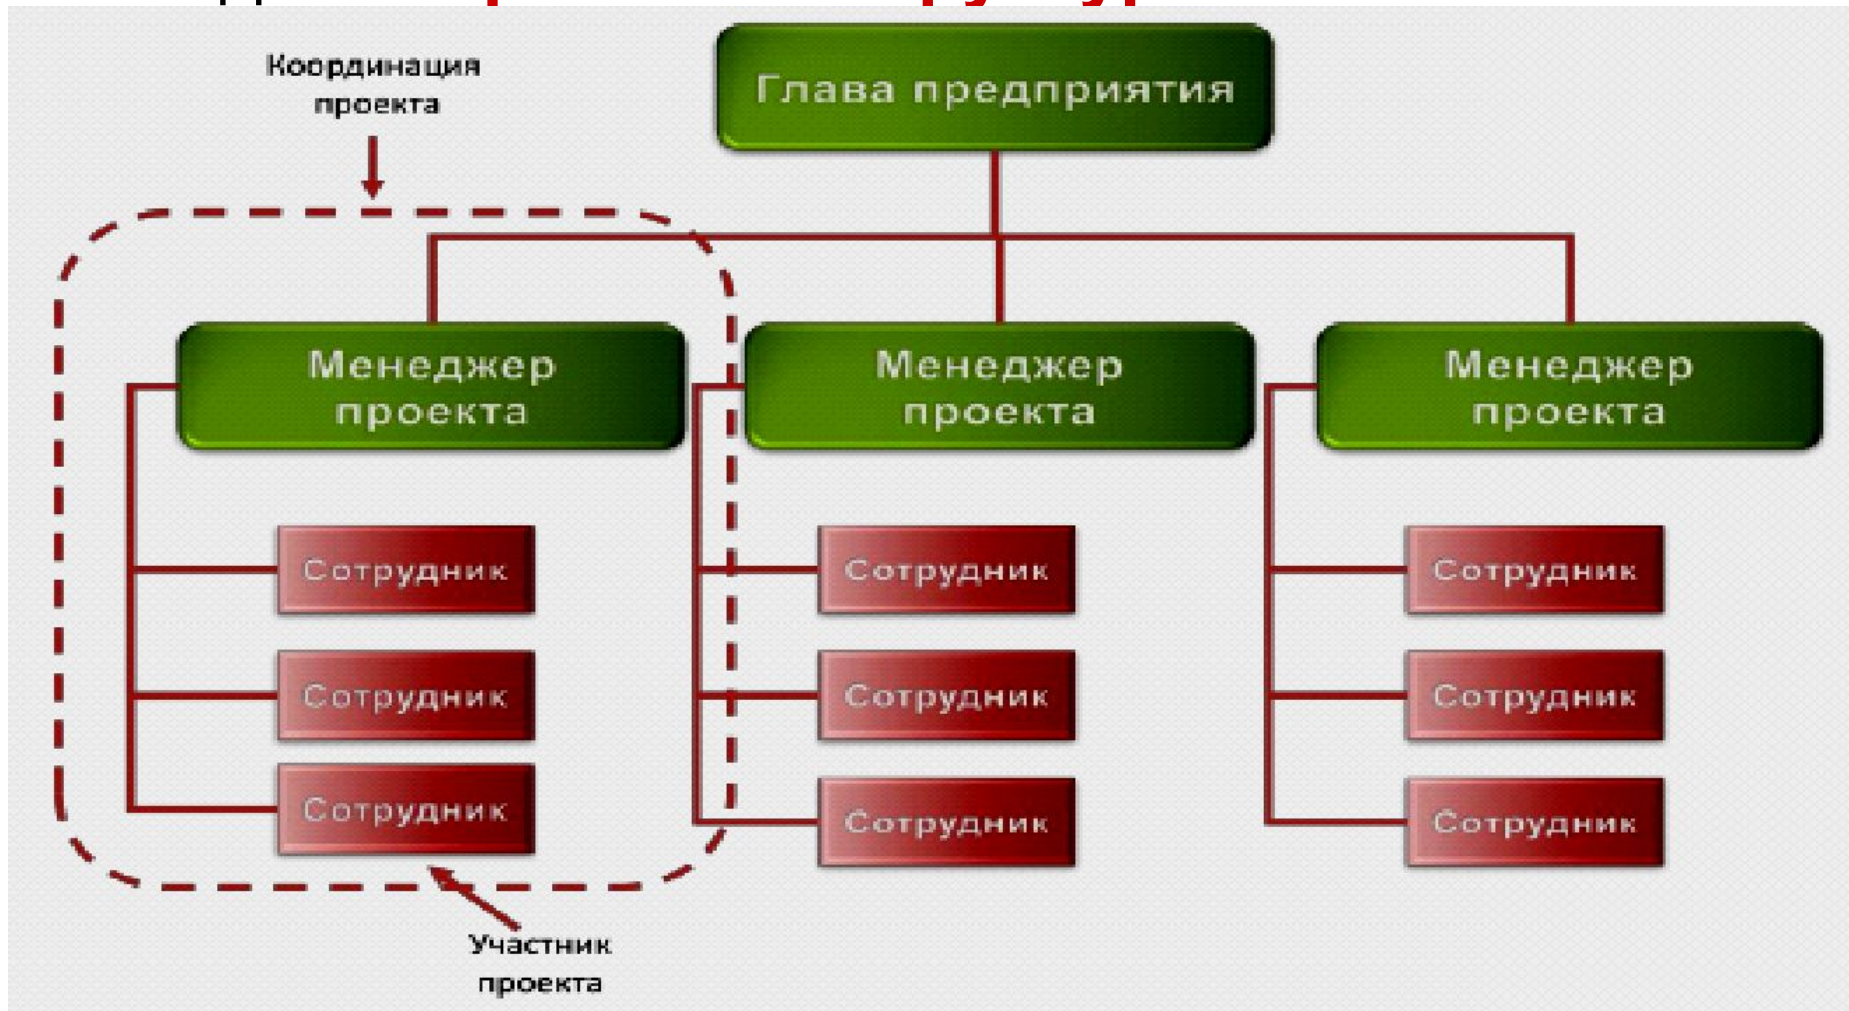 Координация
проекта
Глава предприятия
Менеджер
проекта
Сотрудник
Сотрудник
Сотрудник
Менеджер
проекта
Сотрудник
Сотрудник
Сотрудник
Менеджер
проекта
Сотрудник
Сотрудник
Сотрудник
Участник
проекта